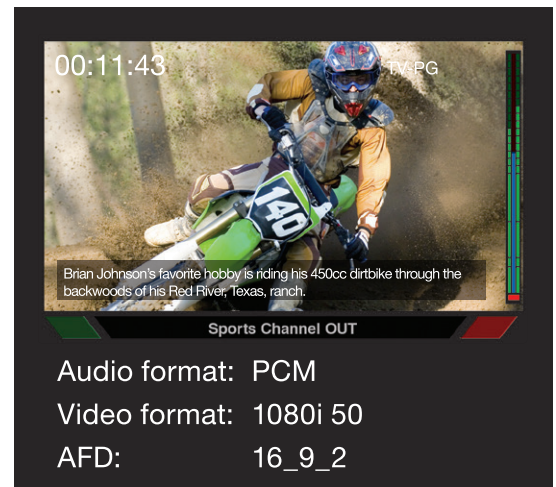 00:11:43
TV-PG
140
Brian Johnson's favorite hobby is riding his 450cc dirtbike through the
backwoods of his Red River, Texas, ranch.
Sports Channel OUT
Audio format: PCM
Video format: 1080i 50
AFD: 16_9_2